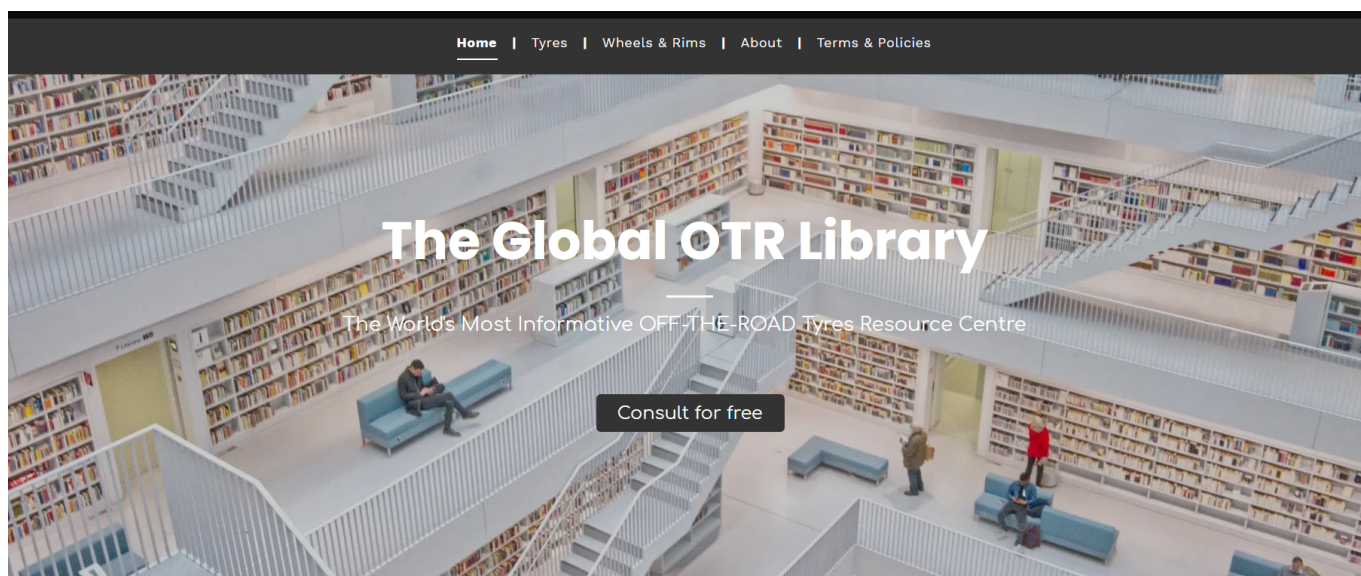 Home | Tyres | Wheels & Rims | About | Terms & Policies
The Global OTR Library
The World's Most Informative OFF-THE-ROAD Tyres Resource Centre
Consult for free